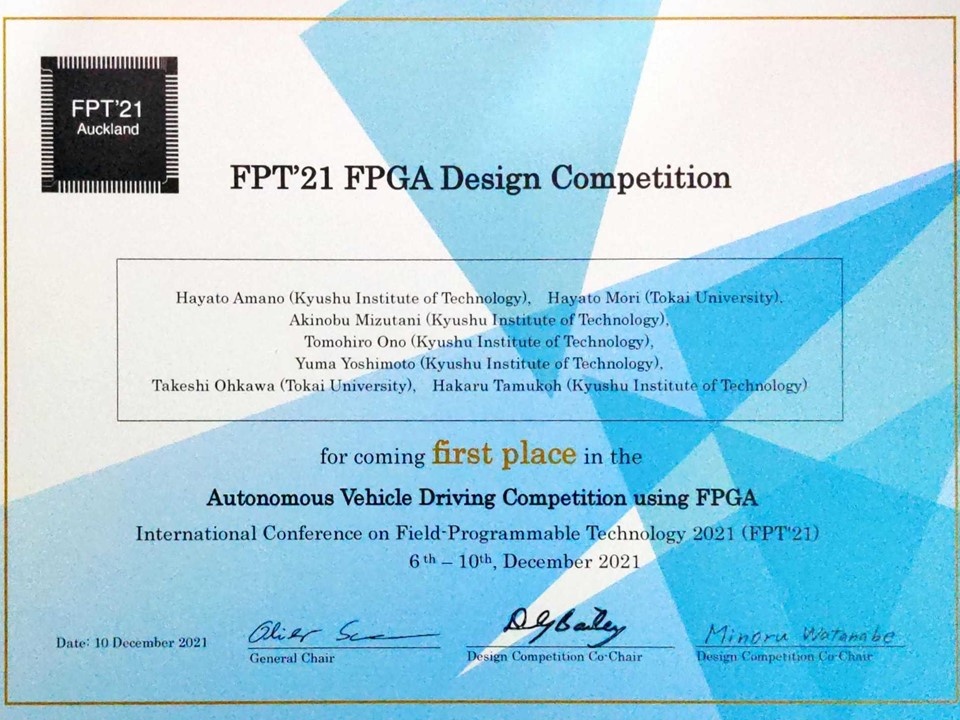 FPT'21
Auckland
FPT'21 FPGA Design Competition
Hayato Amano (Kyushu Institute of Technology), Hayato Mori (Tokai University),
Akinobu Mizutani (Kyushu Institute of Technology),
Tomohiro Ono (Kyushu Institute of Technology),
Yuma Yoshimoto (Kyushu Institute of Technology),
Takeshi Ohkawa (Tokai University), Hakaru Tamukoh (Kyushu Institute of Technology)
for coming first place in the
Autonomous Vehicle Driving Competition using FPGA
International Conference on Field-Programmable Technology 2021 (FPT'21)
6th – 10th, December 2021
DGBailey
Minoru Watanabe
Date: 10 December 2021
General Chair
Design Competition Co-Chair
Design Competition Co-Chair